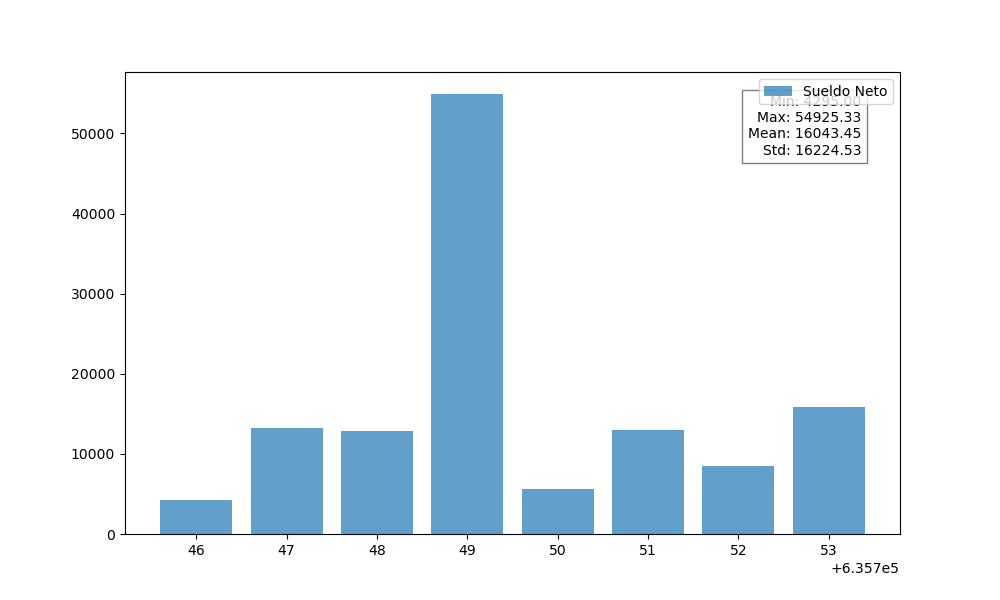 Sueldo Neto
Min: 4295.00
Max: 54925.33
Mean: 16043.45
Std: 16224.53
50000
40000
30000
20000
10000
0
46 47 48 49 50 51 52 53
+6.357e5